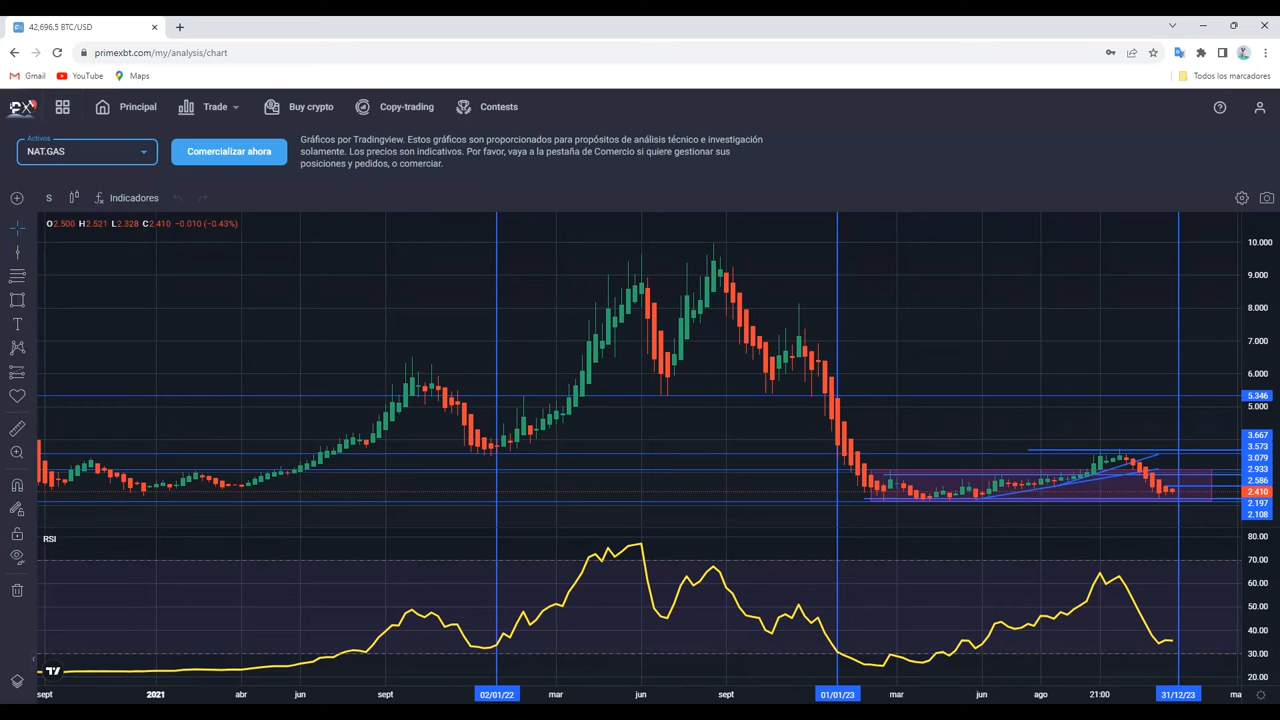 42,696.5 BTC/USD
primexbt.com/my/analysis/chart
Gmail YouTube Maps Todos los marcadores
PX Principal Trade Buy crypto Copy-trading Contests
Activos
NAT.GAS
Comercializar ahora
Gráficos por Tradingview. Estos gráficos son proporcionados para propósitos de análisis técnico e investigación
solamente. Los precios son indicativos. Por favor, vaya a la pestaña de Comercio si quiere gestionar sus
posiciones y pedidos, o comerciar.
S Indicadores
O2.500 H2.521 L2.328 C2.410 −0.010 (−0.43%)
10.000
9.000
8.000
7.000
6.000
5.346
5.000
3.667
3.573
3.079
2.933
2.586
2.410
2.197
2.108
RSI
80.00
70.00
60.00
50.00
40.00
30.00
20.00
sept 2021 abr jun sept 02/01/22 mar jun sept 01/01/23 mar jun ago 21:00 31/12/23 ma